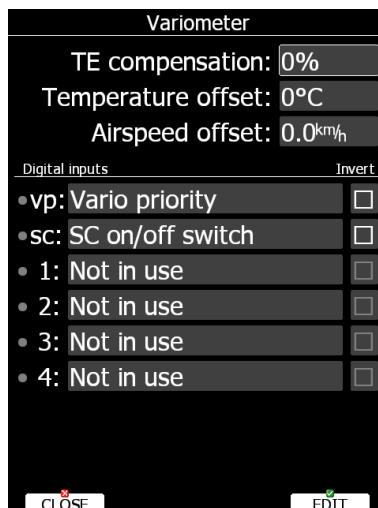 Variometer
TE compensation: 0%
Temperature offset: 0°C
Airspeed offset: 0.0km/h
Digital inputs Invert
vp: Vario priority
sc: SC on/off switch
1: Not in use
2: Not in use
3: Not in use
4: Not in use
CLOSE EDIT